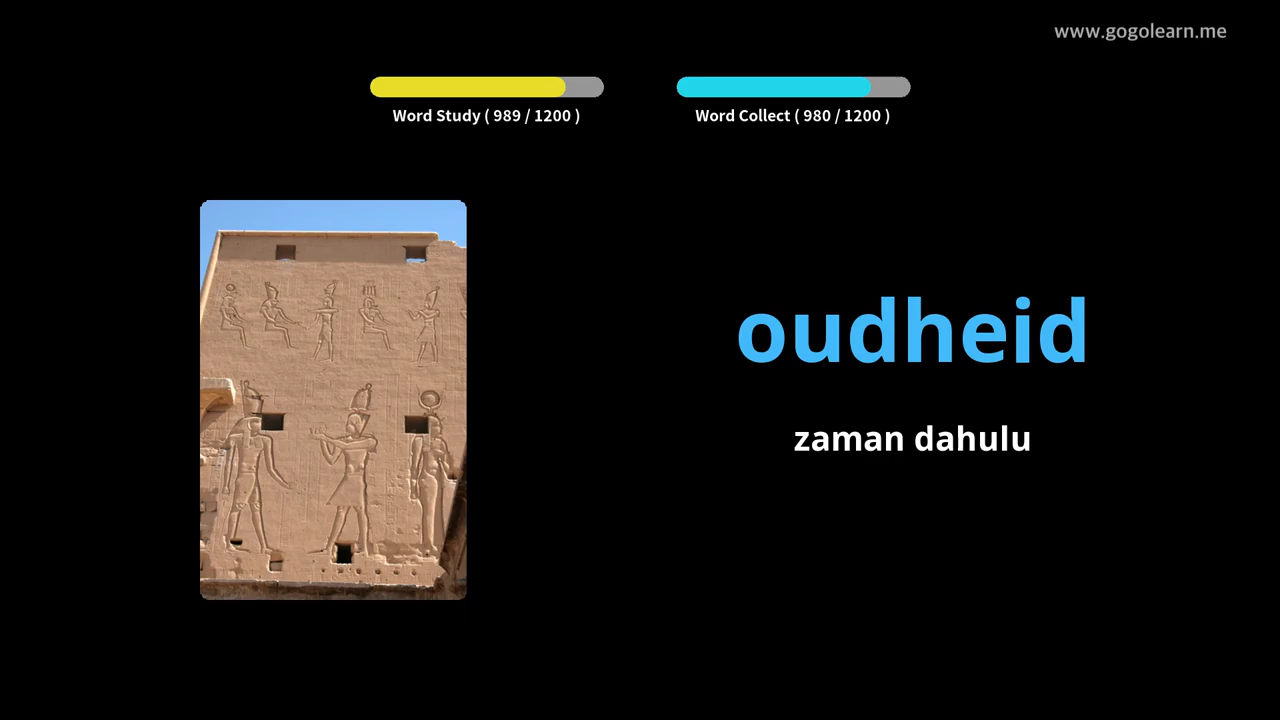 www.gogolearn.me
Word Study ( 989 / 1200 )
Word Collect ( 980 / 1200 )
oudheid
zaman dahulu